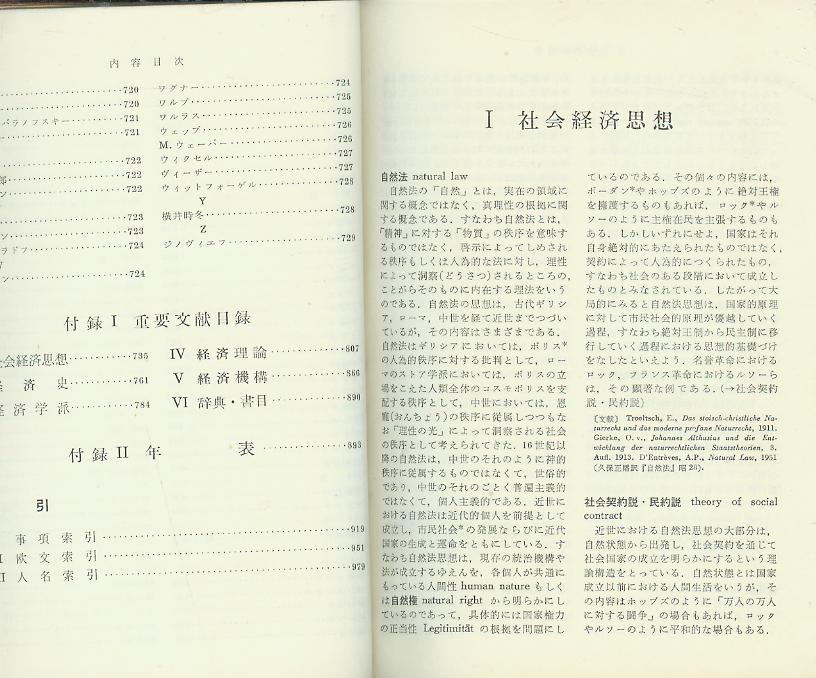 内容目次
720
720
バラノフスキー 721
721
722
郎 722
ン 722
723
ン 723
ラドフ 724
ン 724
ワグナー 724
ワルプ 725
ワルラス 725
ウェッブ 726
M. ウェーバー 726
ウィクセル 727
ヴィーザー 727
ウィットフォーゲル 728
Y
横井時冬 728
Z
ジノヴィエフ 729
付録I 重要文献目録
社会経済思想 735
経済史 761
経済学派 784
IV 経済理論 807
V 経済機構 866
VI 辞典・書目 890
付録II 年表 893
引
事項索引 919
欧文索引 951
人名索引 979
I 社会経済思想
自然法 natural law
自然法の「自然」とは，実在の領域に
関する概念ではなく，真理性の根拠に関
する概念である．すなわち自然法とは，
「精神」に対する「物質」の秩序を意味す
るものではなく，啓示によってしめされ
る秩序もしくは人為的な法に対し，理性
によって洞察(どうさつ)されるところの，
ことがらそのものに内在する理法をいう
のである．自然法の思想は，古代ギリシ
ア，ローマ，中世を経て近世までつづい
ているが，その内容はさまざまである．
自然法はギリシアにおいては，ポリス*
の人為的秩序に対する批判として，ロー
マのストア学派においては，ポリスの立
場をこえた人類全体のコスモポリスを支
配する秩序として，中世においては，恩
寵(おんちょう)の秩序に従属しつつもな
お「理性の光」によって洞察される社会
の秩序として考えられてきた．16世紀以
降の自然法は，中世のそれのように神的
秩序に従属するものではなくて，世俗的
であり，中世のそれのごとく普遍主義的
ではなくて，個人主義的である．近世に
おける自然法は近代的個人を前提として
成立し，市民社会*の発展ならびに近代
国家の生成と運命をともにしている．す
なわち自然法思想は，現存の統治機構や
法が成立するゆえんを，各個人が共通に
もっている人間性 human nature もしく
は自然権 natural right から明らかにし
ているのであって，具体的には国家権力
の正当性 Legitimität の根拠を問題にし
ているのである．その個々の内容には，
ボーダン*やホッブズのように絶対王権
を擁護するものもあれば，ロック*やル
ソーのように主権在民を主張するものも
ある．しかしいずれにせよ，国家はそれ
自身絶対的にあたえられたものではなく，
契約によって人為的につくられたもの，
すなわち社会のある段階において成立し
たものとみなされている．したがって大
局的にみると自然法思想は，国家的原理
に対して市民社会的原理が優越していく
過程，すなわち絶対王制から民主制に移
行していく過程における思想的基礎づけ
をなしたといえよう．名誉革命における
ロック，フランス革命におけるルソーら
は，その顕著な例である．(→社会契約
説・民約説)
〔文献〕 Troeltsch, E., Das stoisch-christliche Na-
turrecht und das moderne profane Naturrecht, 1911.
Gierke, O. v., Johannes Althusius und die Ent-
wicklung der naturrechtlichen Staatstheorien, 3.
Aufl. 1913. D'Entrèves, A.P., Natural Law, 1951
(久保正幡訳『自然法』昭 28).
社会契約説・民約説 theory of social
contract
近世における自然法思想の大部分は，
自然状態から出発し，社会契約を通じて
社会国家の成立を明らかにするという理
論構造をとっている．自然状態とは国家
成立以前における人間生活をいうが，そ
の内容はホッブズのように「万人の万人
に対する闘争」の場合もあれば，ロック
やルソーのように平和的な場合もある．